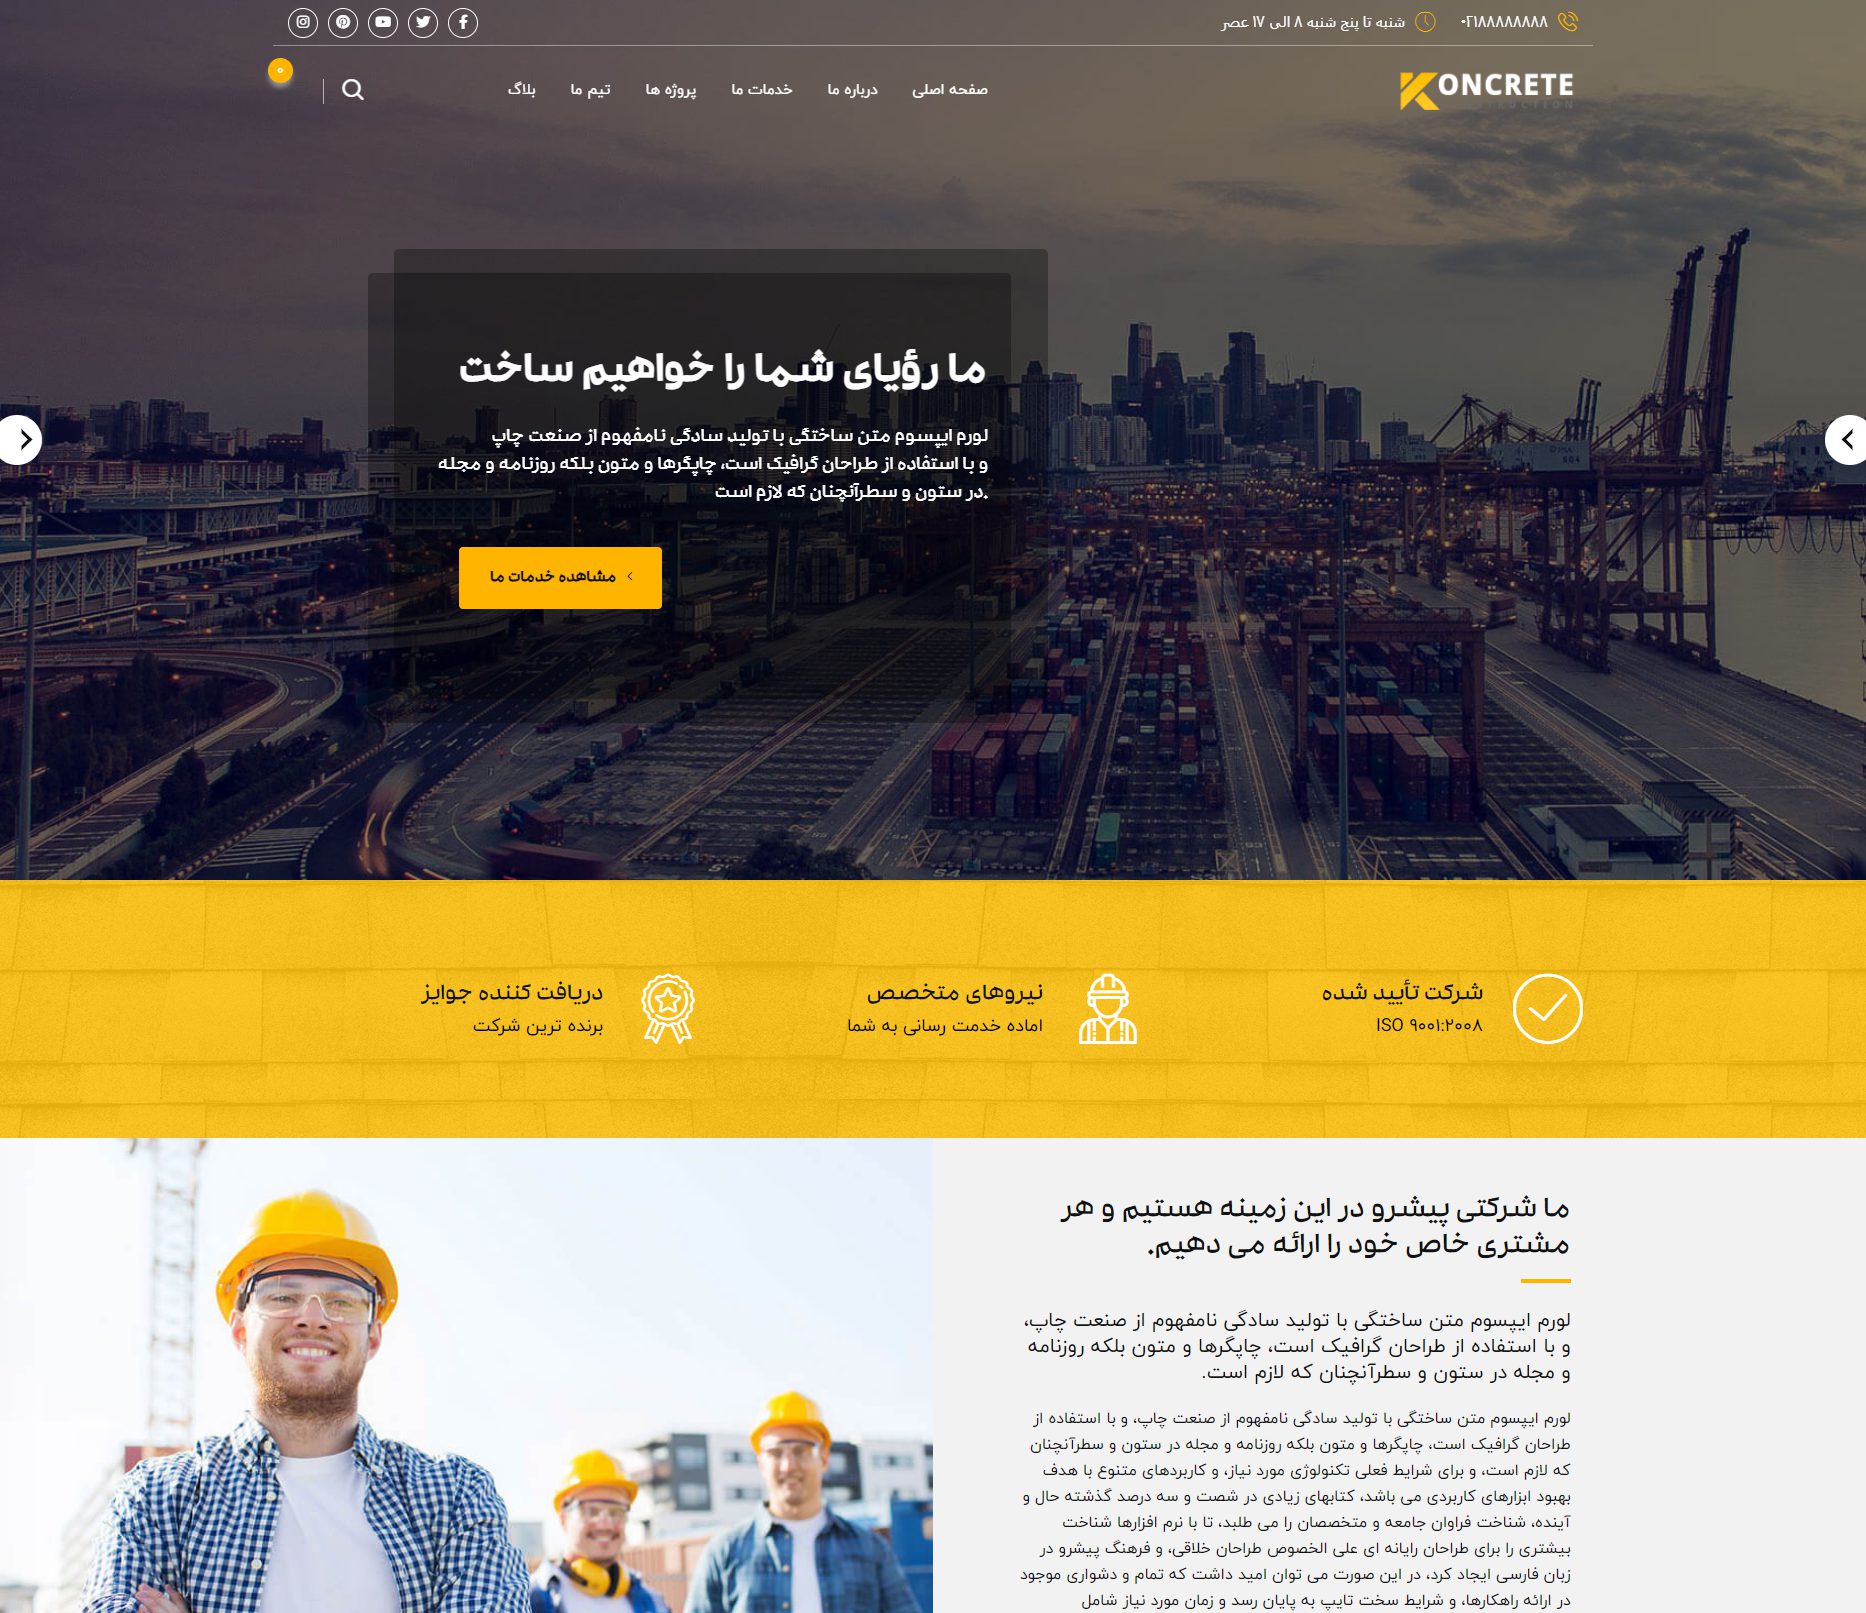 ۰۲۱۸۸۸۸۸۸۸۸
شنبه تا پنج شنبه ۸ الی ۱۷ عصر
KONCRETE
صفحه اصلی
درباره ما
خدمات ما
پروژه ها
تیم ما
بلاگ
۰
ما رؤیای شما را خواهیم ساخت
لورم ایپسوم متن ساختگی با تولید سادگی نامفهوم از صنعت چاپ
و با استفاده از طراحان گرافیک است، چاپگرها و متون بلکه روزنامه و مجله
.در ستون و سطرآنچنان که لازم است
مشاهده خدمات ما
شرکت تأیید شده
ISO ۹۰۰۱:۲۰۰۸
نیروهای متخصص
اماده خدمت رسانی به شما
دریافت کننده جوایز
برنده ترین شرکت
ما شرکتی پیشرو در این زمینه هستیم و هر
مشتری خاص خود را ارائه می دهیم.
لورم ایپسوم متن ساختگی با تولید سادگی نامفهوم از صنعت چاپ،
و با استفاده از طراحان گرافیک است، چاپگرها و متون بلکه روزنامه
و مجله در ستون و سطرآنچنان که لازم است.
لورم ایپسوم متن ساختگی با تولید سادگی نامفهوم از صنعت چاپ، و با استفاده از
طراحان گرافیک است، چاپگرها و متون بلکه روزنامه و مجله در ستون و سطرآنچنان
که لازم است، و برای شرایط فعلی تکنولوژی مورد نیاز، و کاربردهای متنوع با هدف
بهبود ابزارهای کاربردی می باشد، کتابهای زیادی در شصت و سه درصد گذشته حال و
آینده، شناخت فراوان جامعه و متخصصان را می طلبد، تا با نرم افزارها شناخت
بیشتری را برای طراحان رایانه ای علی الخصوص طراحان خلاقی، و فرهنگ پیشرو در
زبان فارسی ایجاد کرد، در این صورت می توان امید داشت که تمام و دشواری موجود
در ارائه راهکارها، و شرایط سخت تایپ به پایان رسد و زمان مورد نیاز شامل